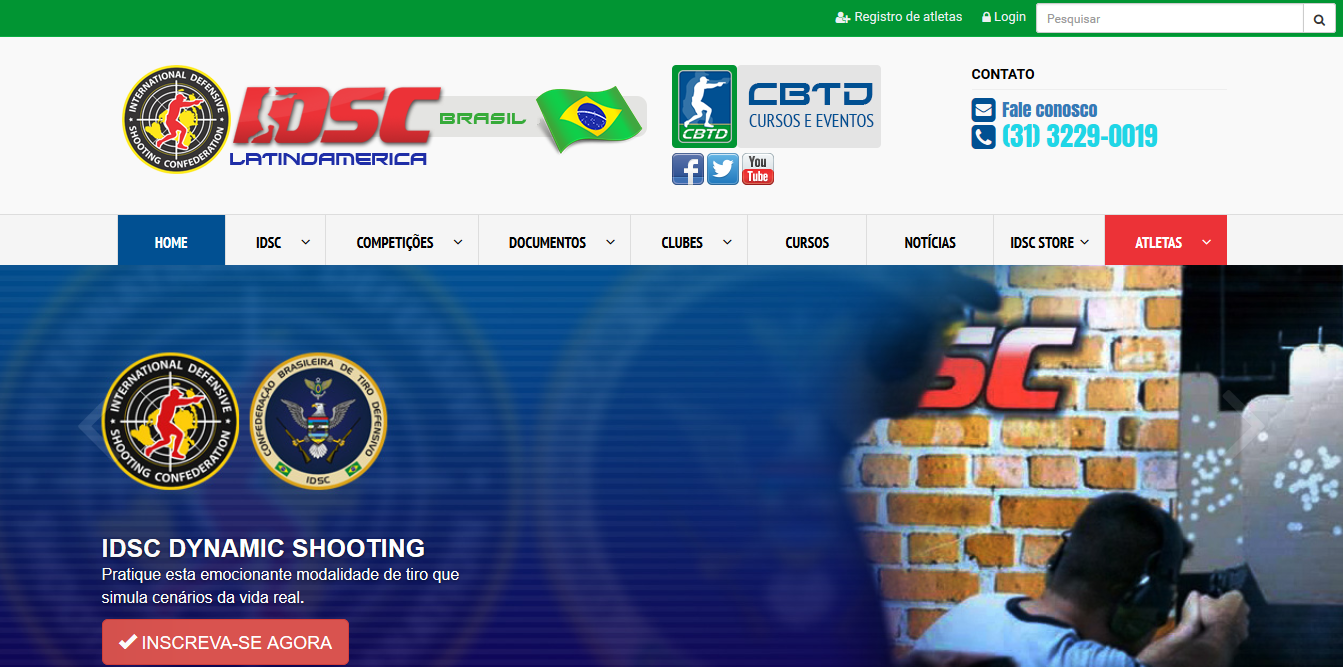 Registro de atletas
Login
Pesquisar
INTERNATIONAL DEFENSIVE
SHOOTING CONFEDERATION
IDSC
BRASIL
LATINOAMERICA
CBTD
CBTD
CURSOS E EVENTOS
f
You
Tube
CONTATO
Fale conosco
(31) 3229-0019
HOME
IDSC
COMPETIÇÕES
DOCUMENTOS
CLUBES
CURSOS
NOTÍCIAS
IDSC STORE
ATLETAS
INTERNATIONAL DEFENSIVE
SHOOTING CONFEDERATION
CONFEDERAÇÃO BRASILEIRA DE TIRO DEFENSIVO
IDSC
SC
IDSC DYNAMIC SHOOTING
Pratique esta emocionante modalidade de tiro que
simula cenários da vida real.
INSCREVA-SE AGORA